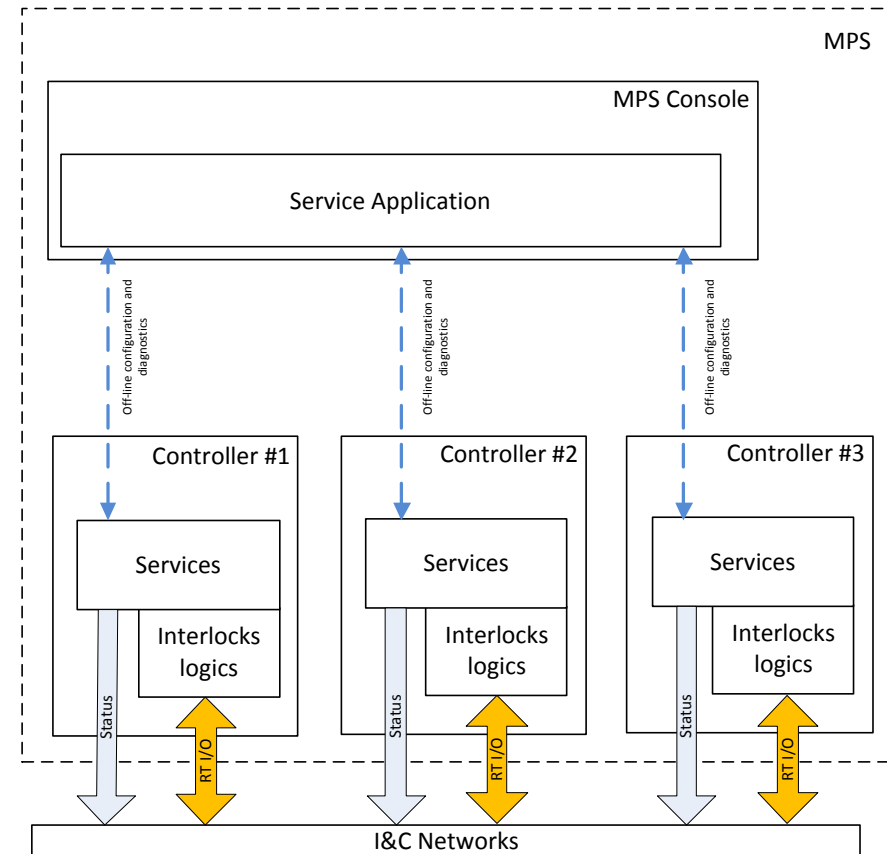 MPS
MPS Console
Service Application
Off-line configuration and
diagnostics
Off-line configuration and
diagnostics
Off-line configuration and
diagnostics
Controller #1
Controller #2
Controller #3
Services
Services
Services
Interlocks
logics
Interlocks
logics
Interlocks
logics
Status
RT I/O
Status
RT I/O
Status
RT I/O
I&C Networks